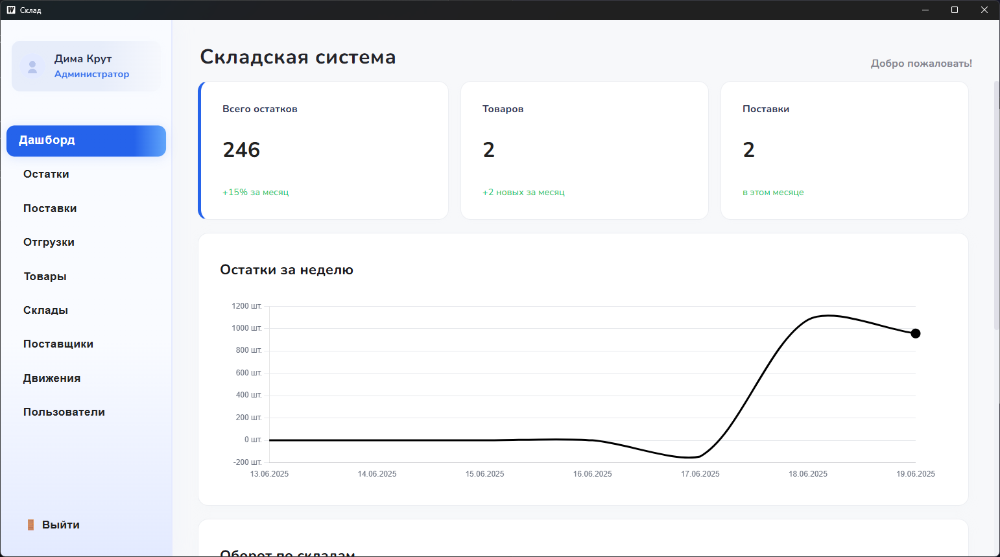 W Склад
Дима Крут
Администратор
Дашборд
Остатки
Поставки
Отгрузки
Товары
Склады
Поставщики
Движения
Пользователи
Выйти
Складская система
Добро пожаловать!
Всего остатков
246
+15% за месяц
Товаров
2
+2 новых за месяц
Поставки
2
в этом месяце
Остатки за неделю
1200 шт.
1000 шт.
800 шт.
600 шт.
400 шт.
200 шт.
0 шт.
-200 шт.
13.06.2025 14.06.2025 15.06.2025 16.06.2025 17.06.2025 18.06.2025 19.06.2025
Оборот по складам